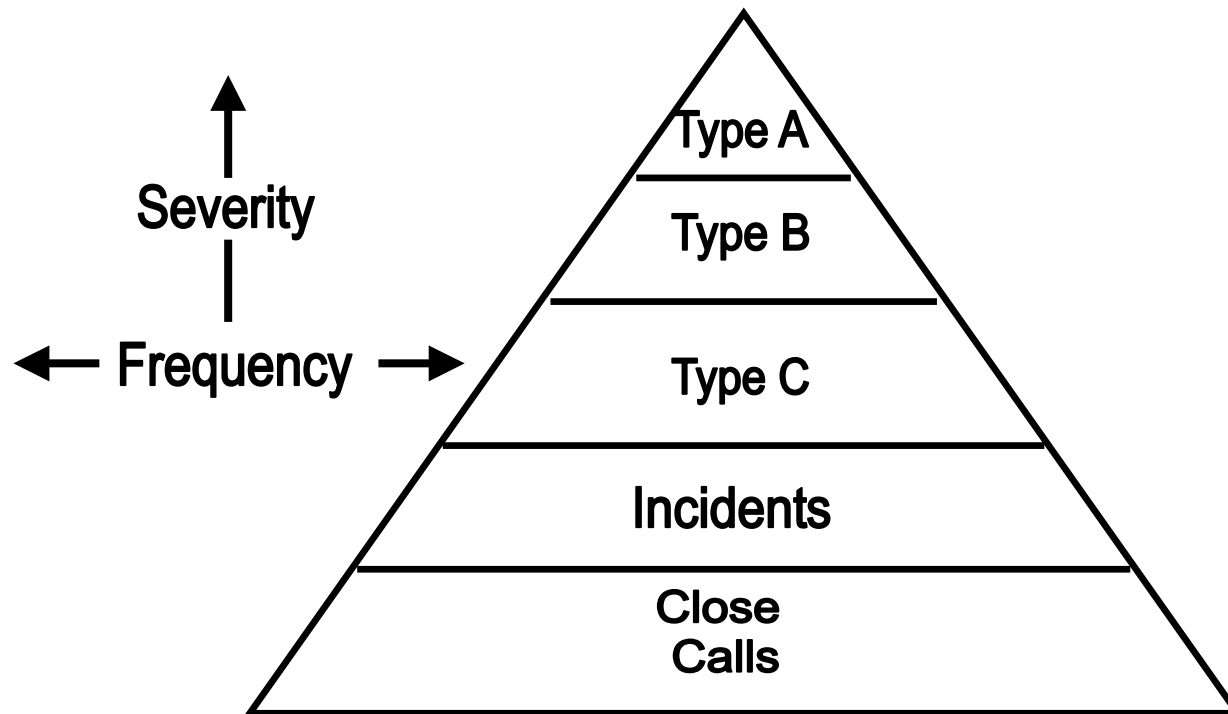 Type A
Severity
Type B
Frequency
Type C
Incidents
Close
Calls